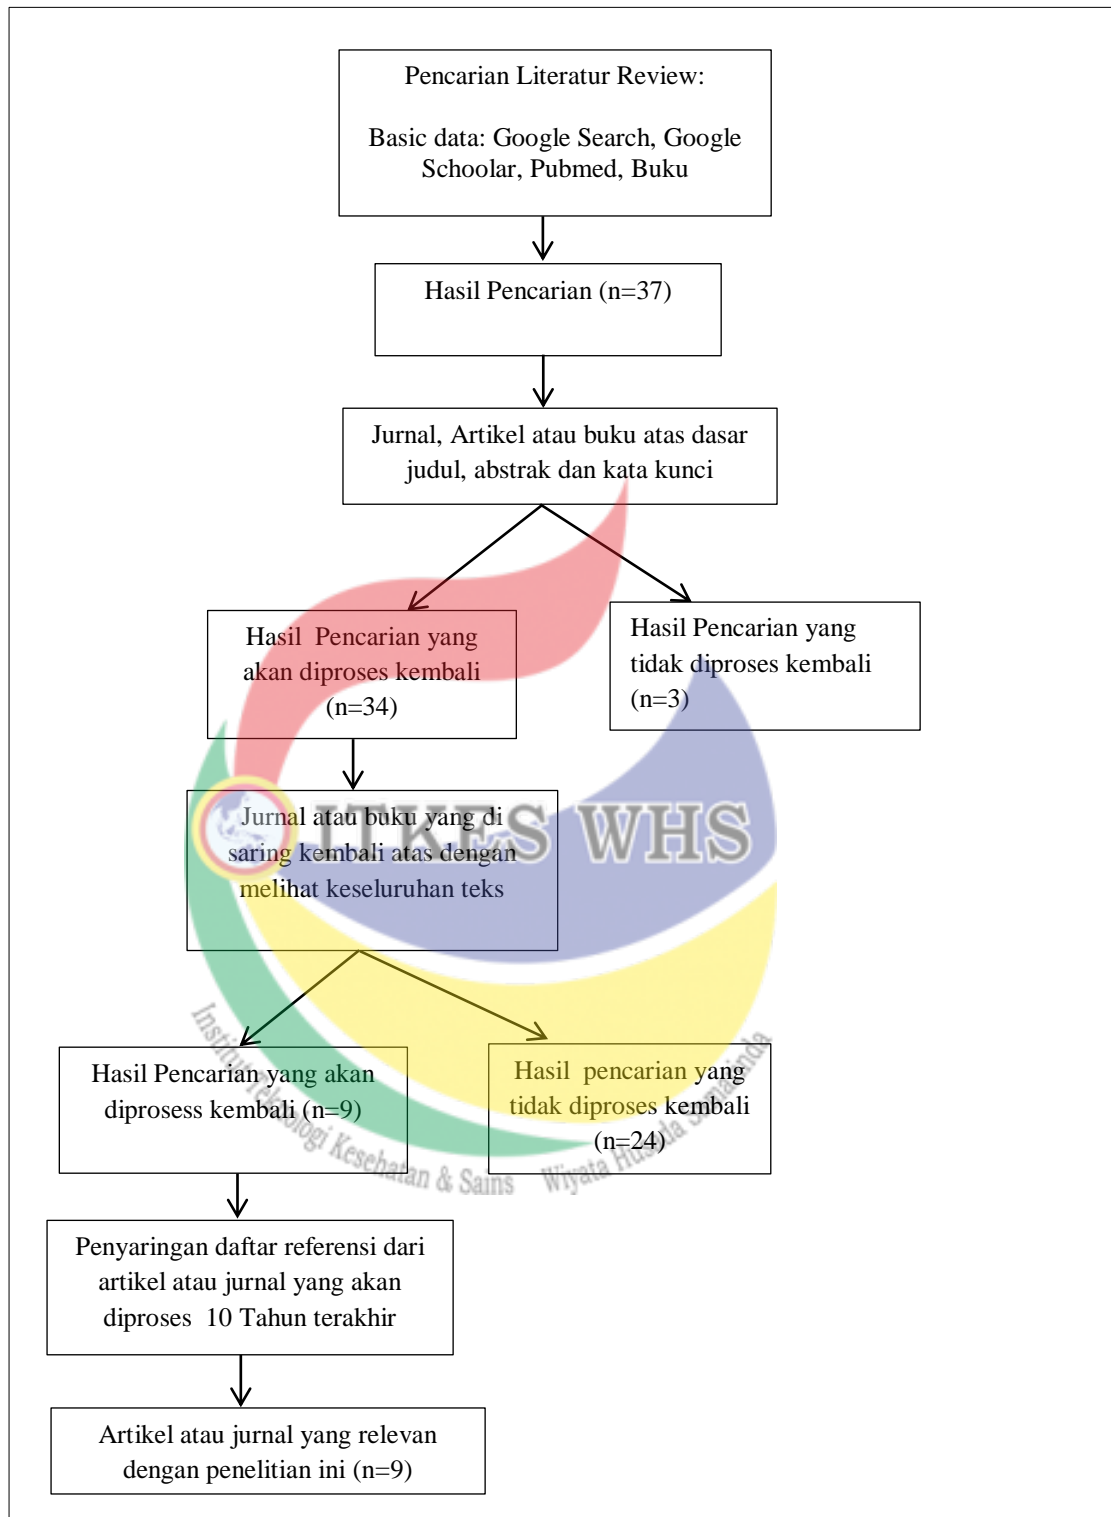 Pencarian Literatur Review:
Basic data: Google Search, Google
Schoolar, Pubmed, Buku
Hasil Pencarian (n=37)
Jurnal, Artikel atau buku atas dasar
judul, abstrak dan kata kunci
Hasil  Pencarian yang
akan diproses kembali
(n=34)
Hasil Pencarian yang
tidak diproses kembali
(n=3)
Jurnal atau buku yang di
saring kembali atas dengan
melihat keseluruhan teks
ITKES WHS
Hasil Pencarian yang akan
diprosess kembali (n=9)
Hasil  pencarian yang
tidak diproses kembali
(n=24)
Institut Teknologi Kesehatan & Sains Wiyata Husada Samarinda
Penyaringan daftar referensi dari
artikel atau jurnal yang akan
diproses  10 Tahun terakhir
Artikel atau jurnal yang relevan
dengan penelitian ini (n=9)